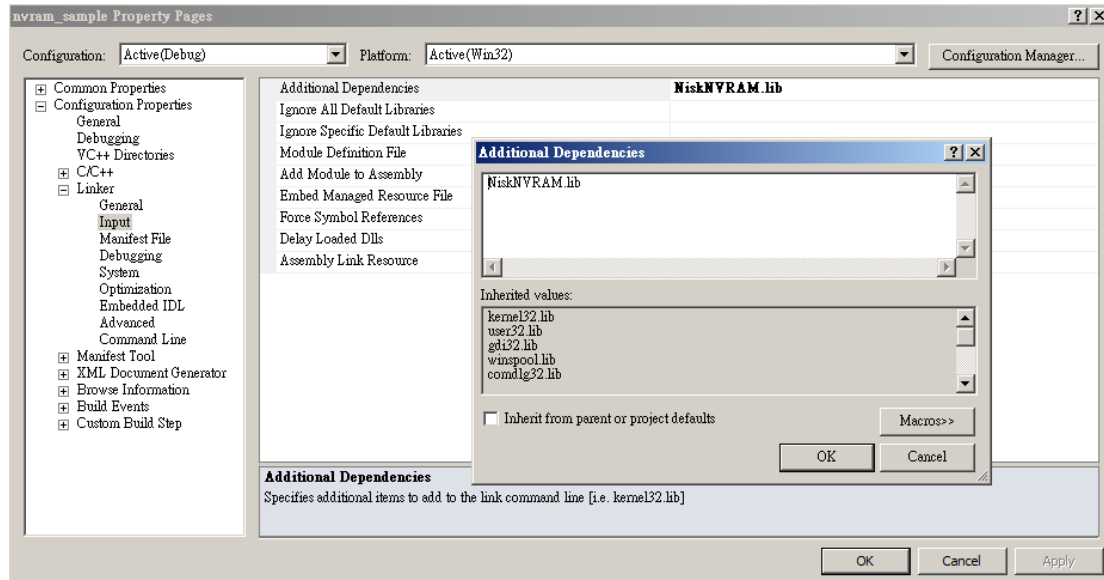 nvram_sample Property Pages
Configuration: Active(Debug) Platform: Active(Win32) Configuration Manager...
Common Properties
Configuration Properties
General
Debugging
VC++ Directories
C/C++
Linker
General
Input
Manifest File
Debugging
System
Optimization
Embedded IDL
Advanced
Command Line
Manifest Tool
XML Document Generator
Browse Information
Build Events
Custom Build Step
Additional Dependencies NiskNVRAM.lib
Ignore All Default Libraries
Ignore Specific Default Libraries
Module Definition File
Add Module to Assembly
Embed Managed Resource File
Force Symbol References
Delay Loaded Dlls
Assembly Link Resource
Additional Dependencies
NiskNVRAM.lib
Inherited values:
kernel32.lib
user32.lib
gdi32.lib
winspool.lib
comdlg32.lib
Inherit from parent or project defaults
Macros>>
OK Cancel
Additional Dependencies
Specifies additional items to add to the link command line [i.e. kernel32.lib]
OK Cancel Apply